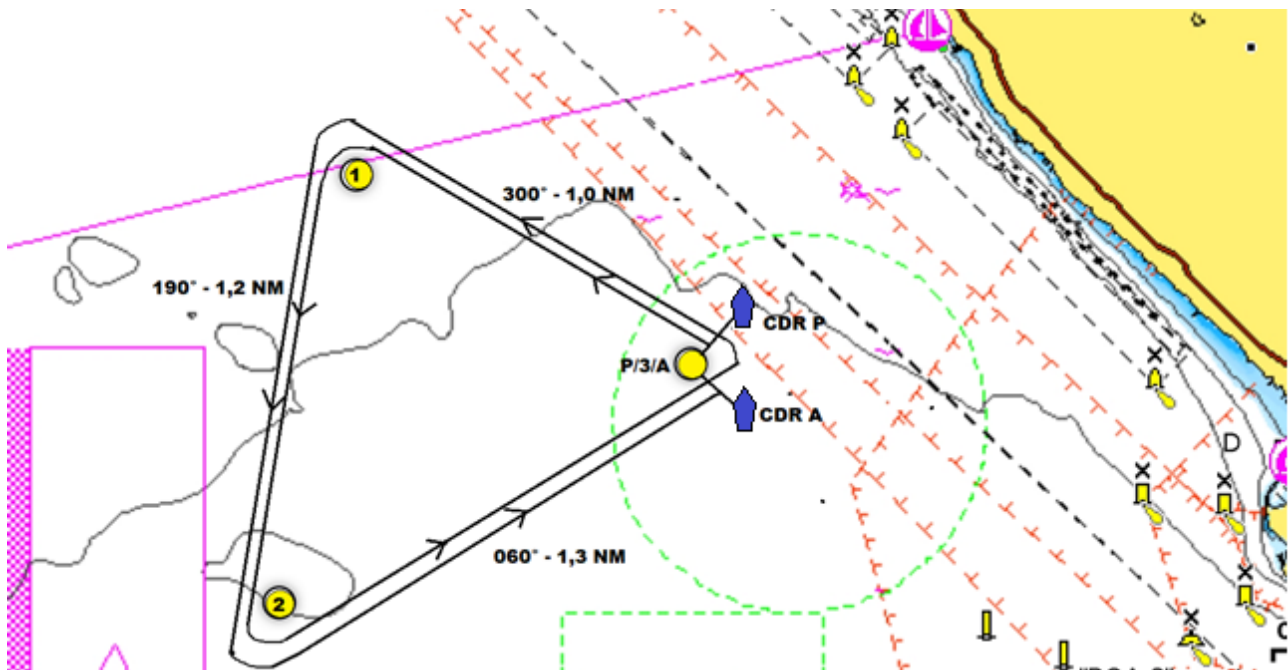 1
300° - 1,0 NM
190° - 1,2 NM
CDR P
P/3/A
CDR A
D
060° - 1,3 NM
2